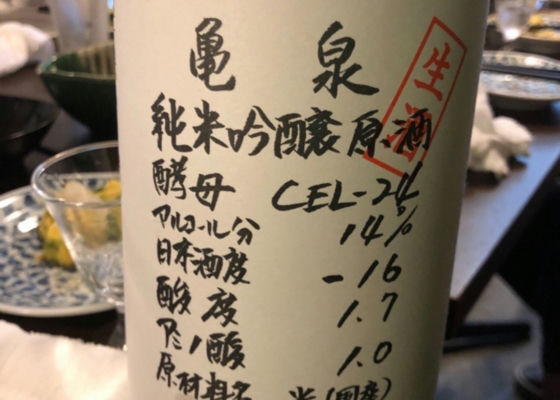 亀泉
生酒
純米吟醸原酒
酵母 CEL-24
アルコール分 14%
日本酒度 -16
酸度 1.7
アミノ酸 1.0
原材料名 米(国産)